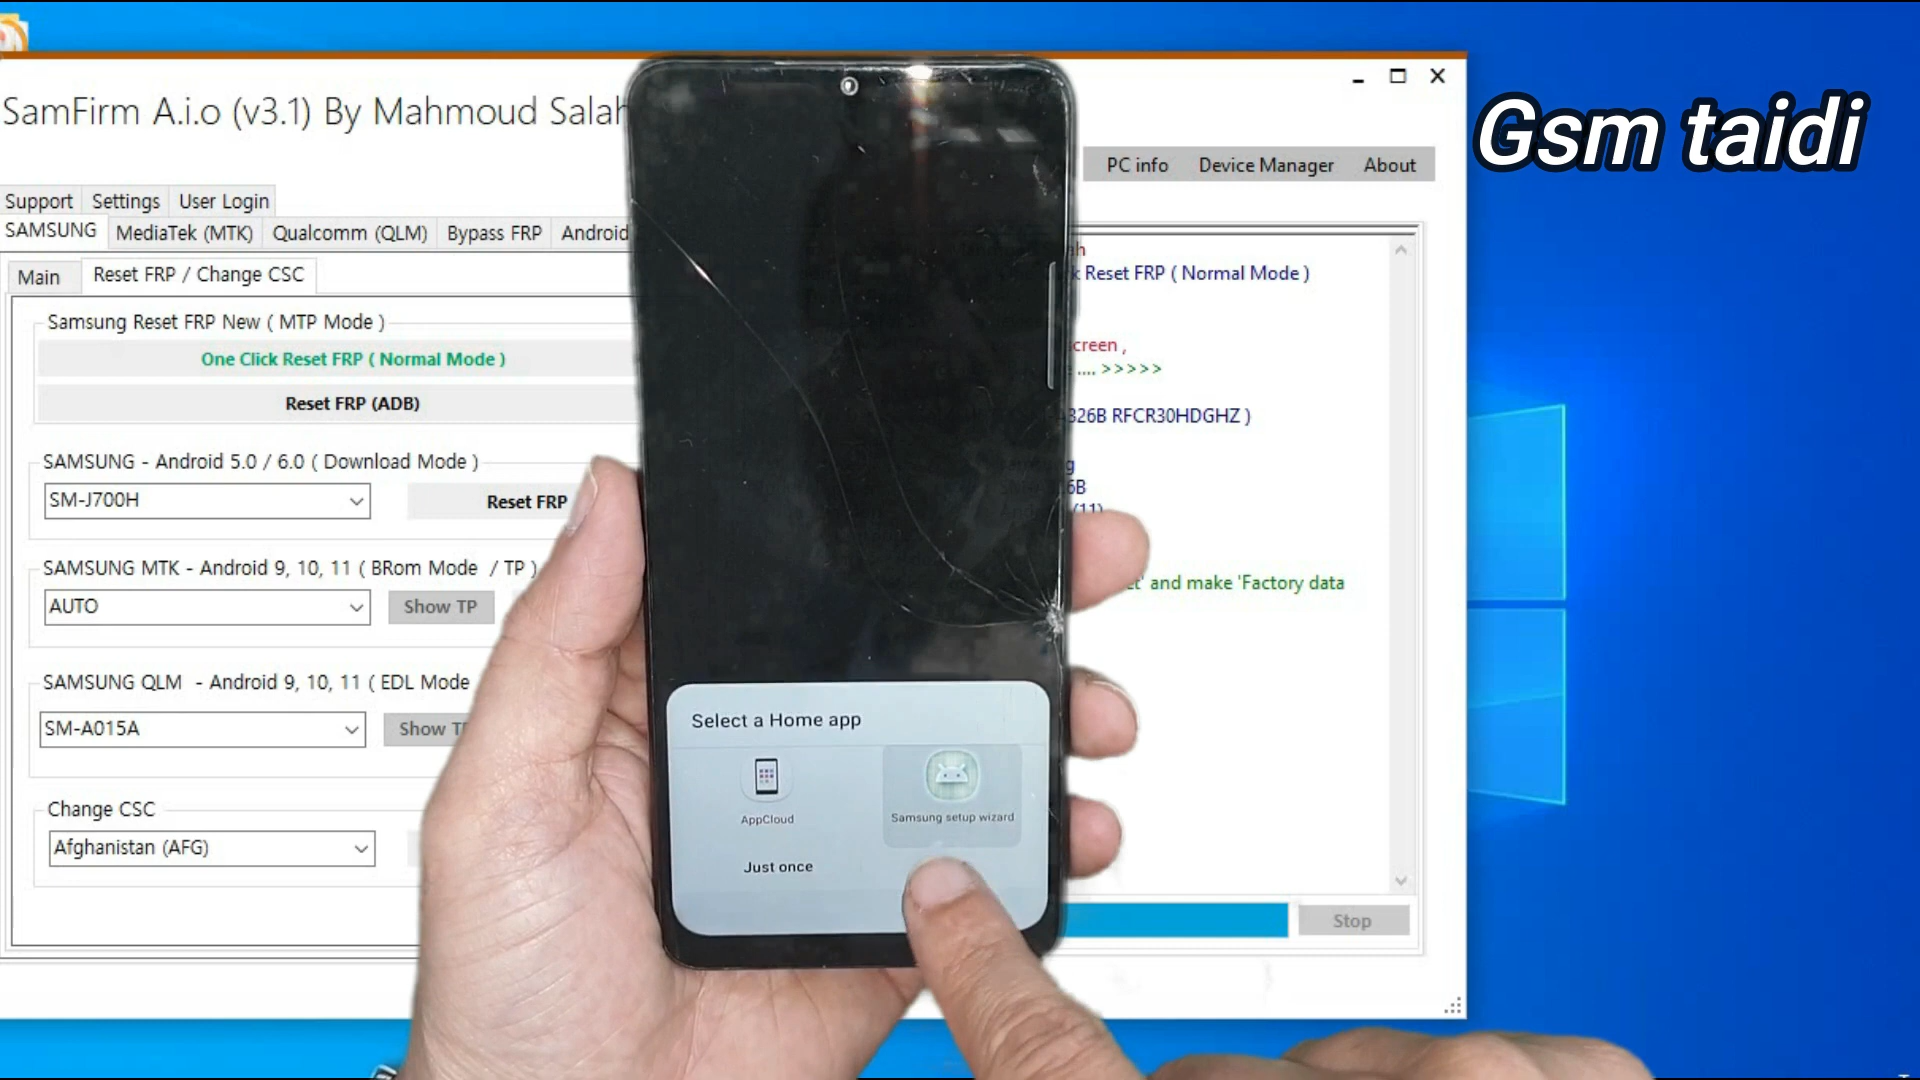 SamFirm A.i.o (v3.1) By Mahmoud Salah
Gsm taidi
PC info Device Manager About
Support Settings User Login
SAMSUNG MediaTek (MTK) Qualcomm (QLM) Bypass FRP Android
Main Reset FRP / Change CSC
Samsung Reset FRP New ( MTP Mode )
One Click Reset FRP ( Normal Mode )
Reset FRP (ADB)
SAMSUNG - Android 5.0 / 6.0 ( Download Mode )
SM-J700H Reset FRP
SAMSUNG MTK - Android 9, 10, 11 ( BRom Mode / TP )
AUTO Show TP
SAMSUNG QLM - Android 9, 10, 11 ( EDL Mode
SM-A015A Show
Change CSC
Afghanistan (AFG)
Select a Home app
AppCloud
Samsung setup wizard
Just once
Reset FRP ( Normal Mode )
.... >>>>>
326B RFCR30HDGHZ )
(11)
and make 'Factory data
Stop